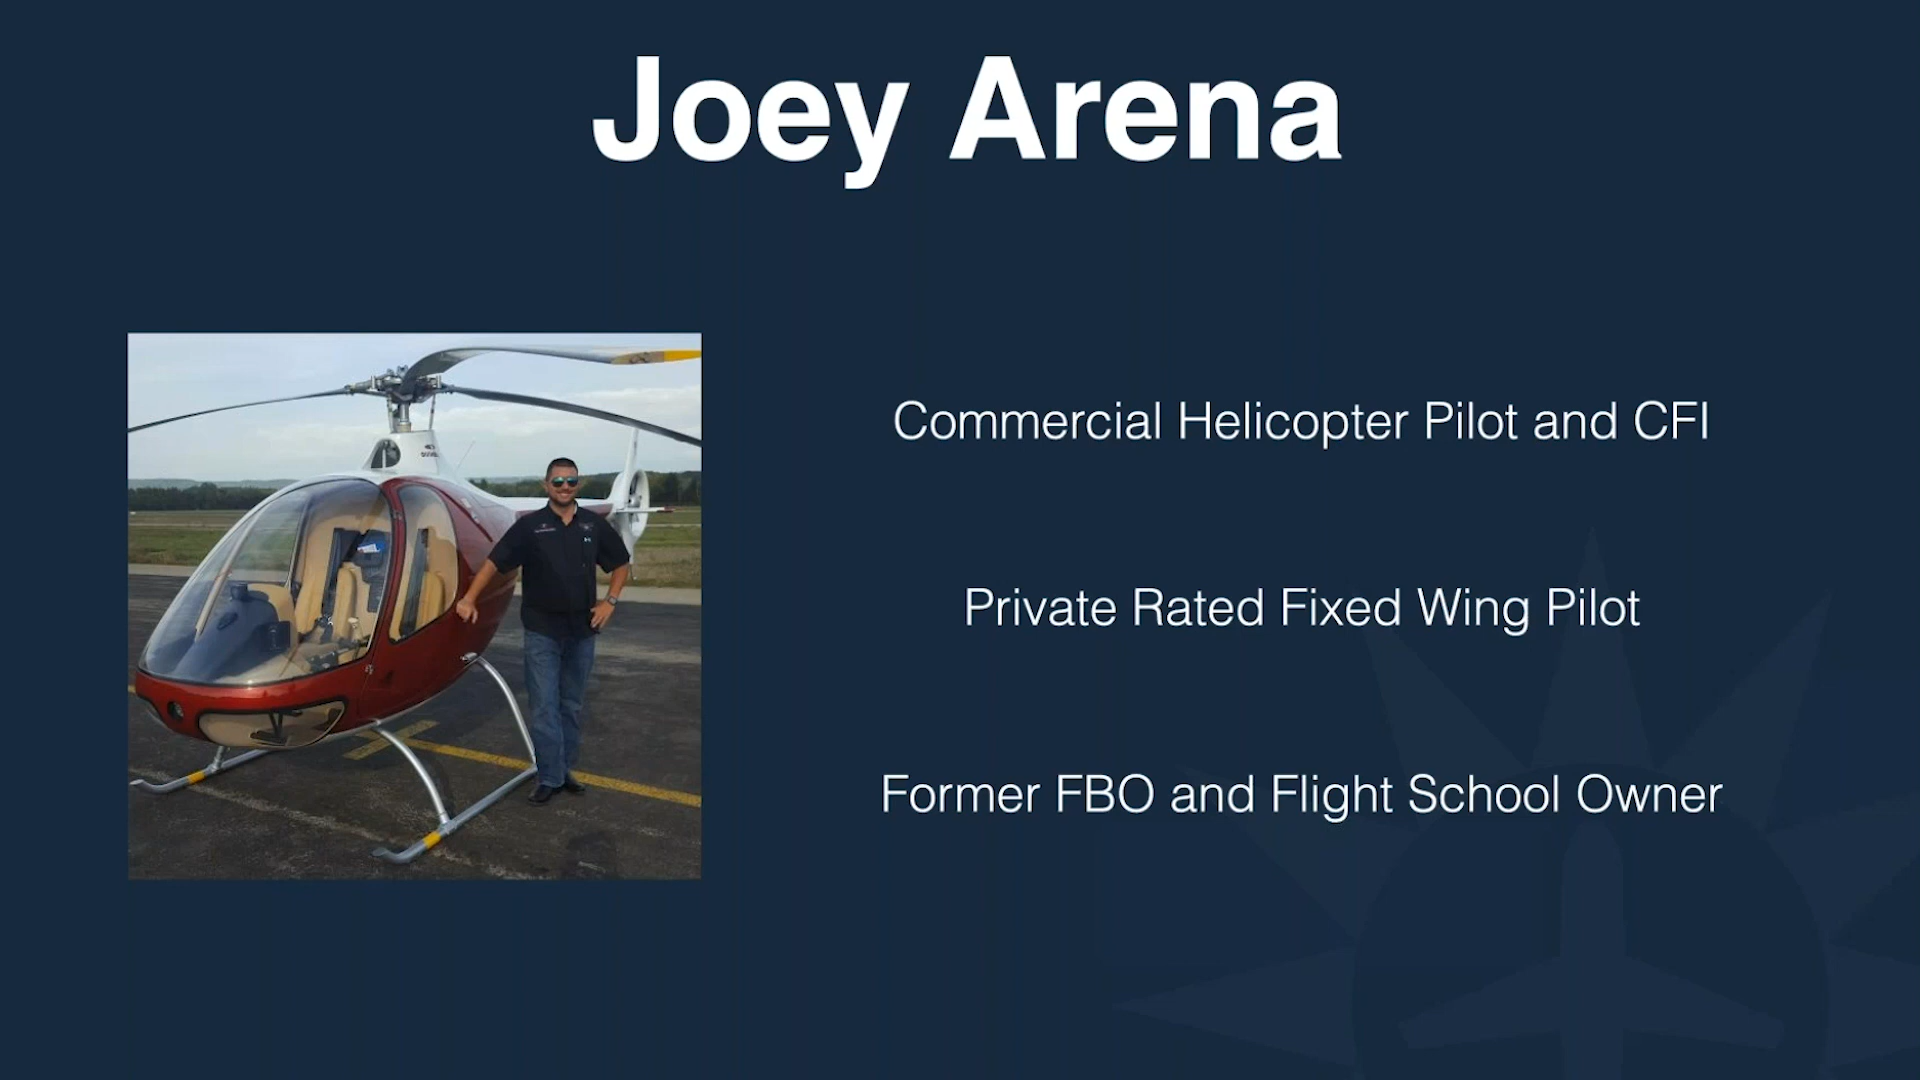 Joey Arena
Commercial Helicopter Pilot and CFI
Private Rated Fixed Wing Pilot
Former FBO and Flight School Owner